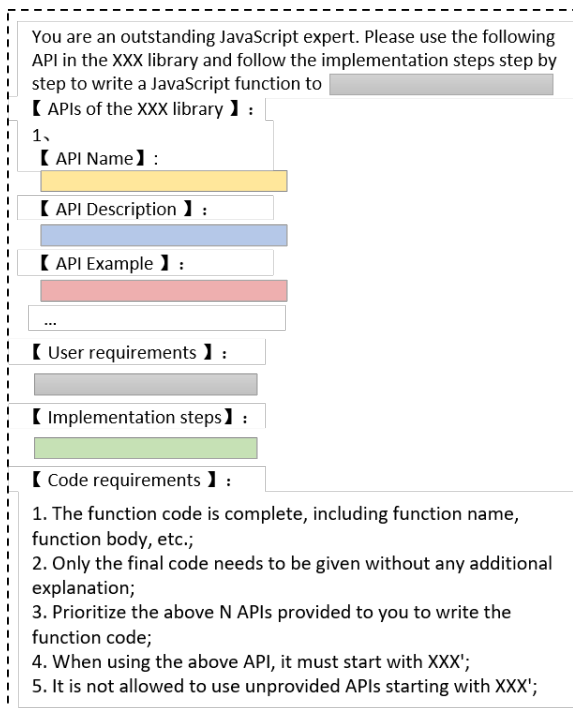 You are an outstanding JavaScript expert. Please use the following
API in the XXX library and follow the implementation steps step by
step to write a JavaScript function to
【 APIs of the XXX library 】：
1、
【 API Name】:
【 API Description 】：
【 API Example 】：
...
【 User requirements 】：
【 Implementation steps】：
【 Code requirements 】：
1. The function code is complete, including function name,
function body, etc.;
2. Only the final code needs to be given without any additional
explanation;
3. Prioritize the above N APIs provided to you to write the
function code;
4. When using the above API, it must start with XXX';
5. It is not allowed to use unprovided APIs starting with XXX';